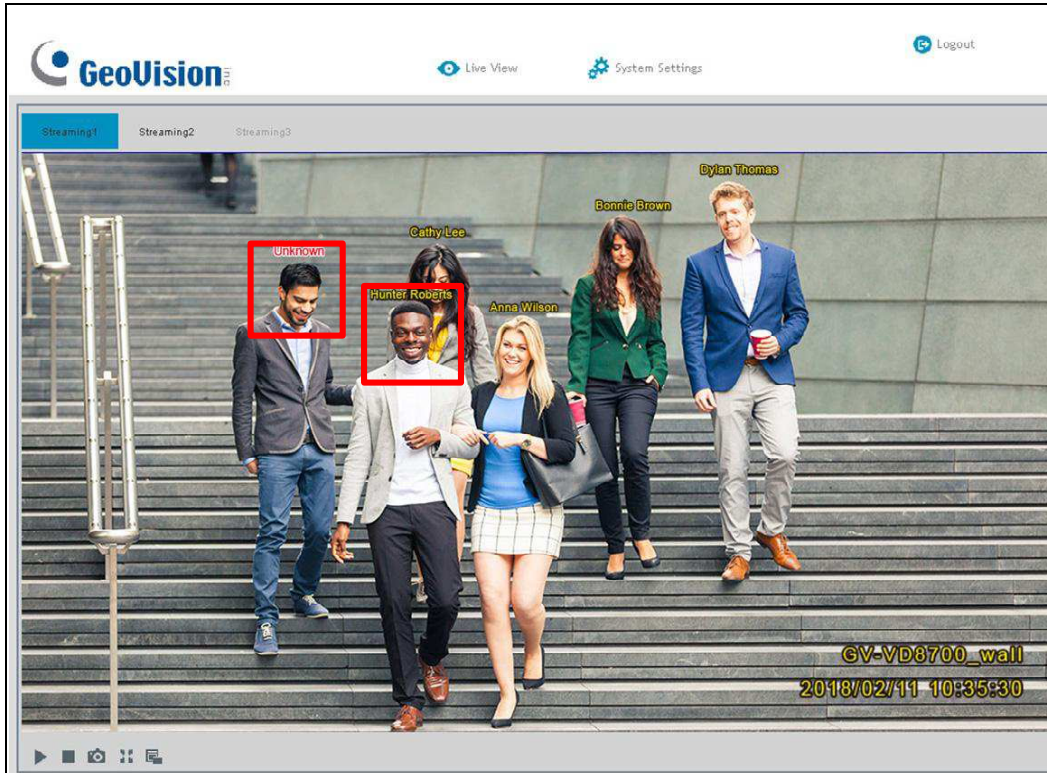 GeoVision Inc
Live View
System Settings
Logout
Streaming1
Streaming2
Streaming3
Dylan Thomas
Bonnie Brown
Cathy Lee
Unknown
Hunter Roberts
Anna Wilson
GV-VD8700_wall
2018/02/11 10:35:30